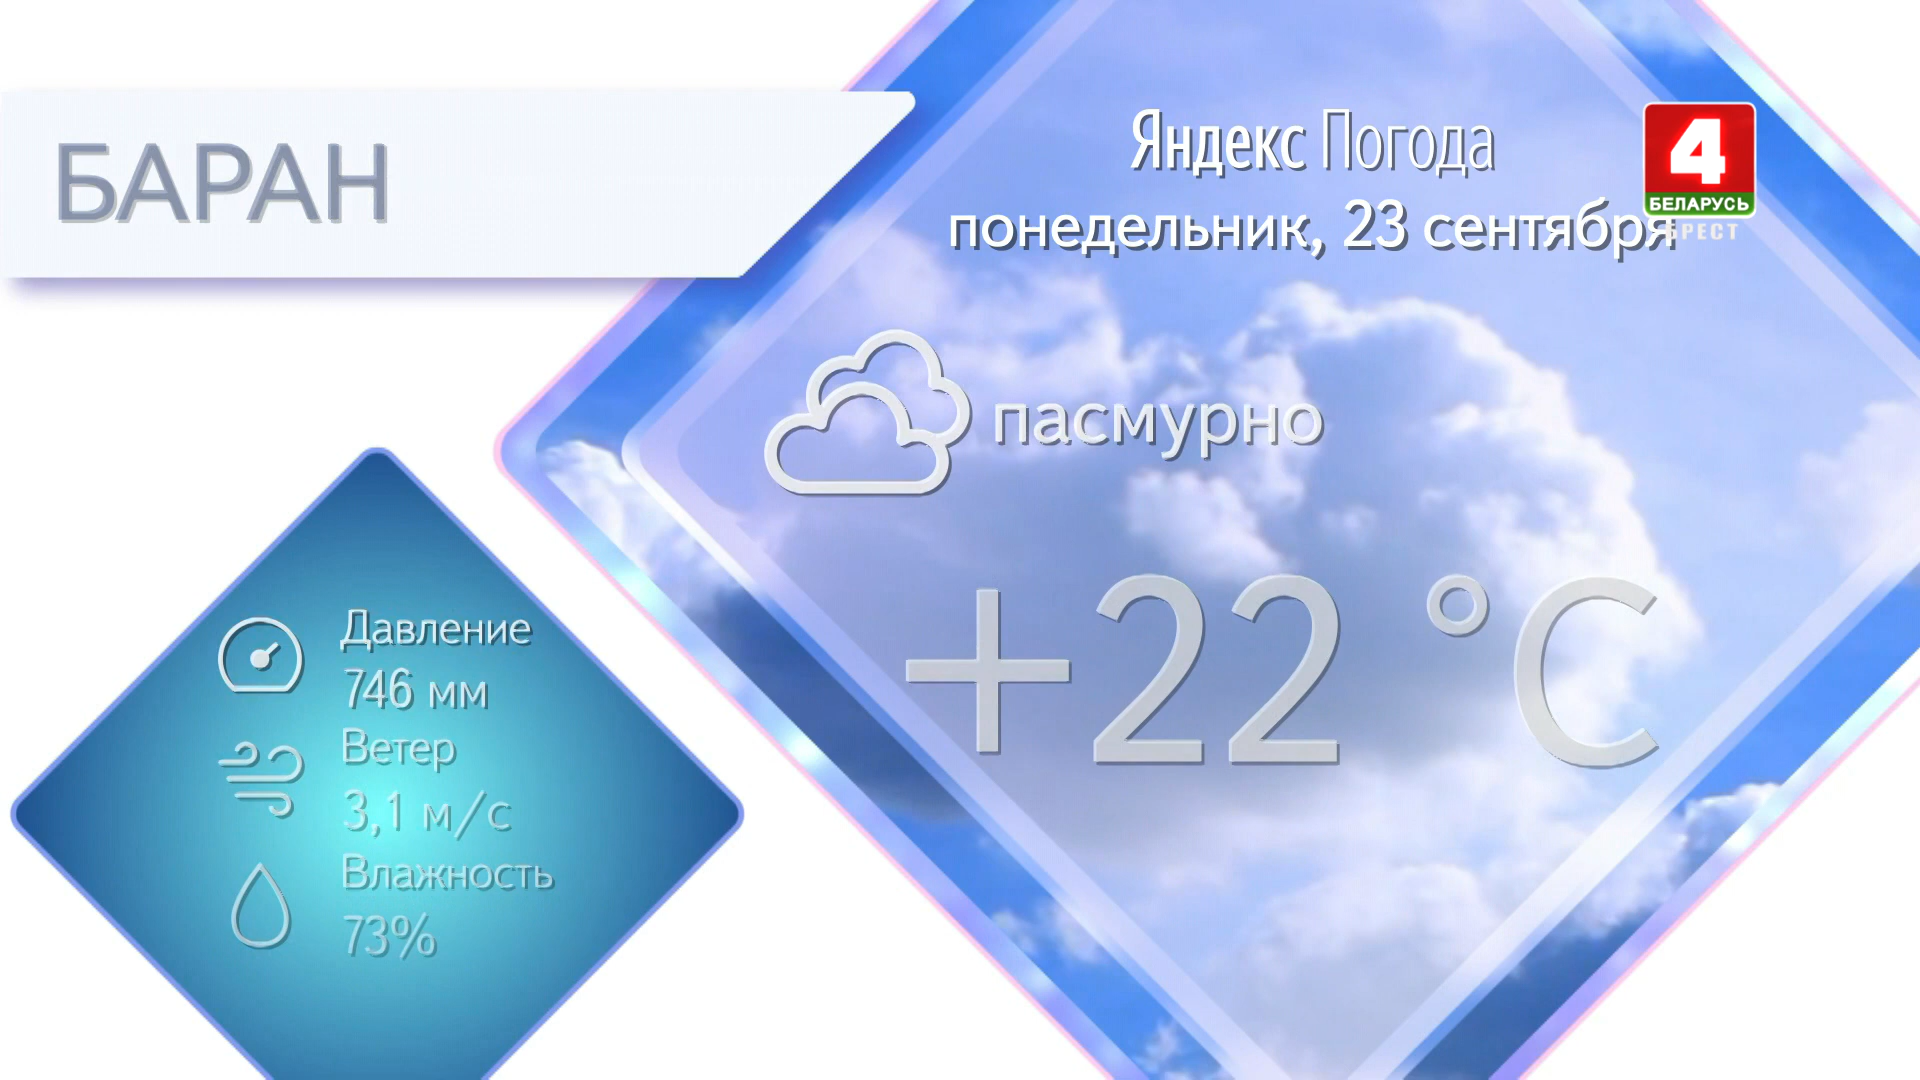 БАРАН
Яндекс Погода
понедельник, 23 сентября
4
БЕЛАРУСЬ
БРЕСТ
пасмурно
+22 °C
Давление
746 мм
Ветер
3,1 м/с
Влажность
73%